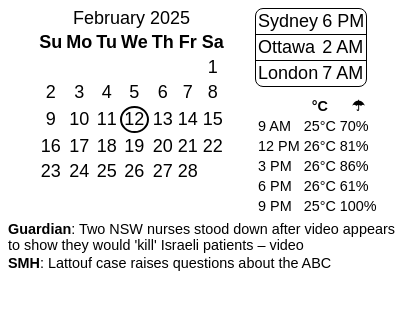 February 2025
Su Mo Tu We Th Fr Sa
1
2 3 4 5 6 7 8
9 10 11 12 13 14 15
16 17 18 19 20 21 22
23 24 25 26 27 28
Sydney 6 PM
Ottawa 2 AM
London 7 AM
°C ☂
9 AM 25°C 70%
12 PM 26°C 81%
3 PM 26°C 86%
6 PM 26°C 61%
9 PM 25°C 100%
Guardian: Two NSW nurses stood down after video appears
to show they would 'kill' Israeli patients – video
SMH: Lattouf case raises questions about the ABC